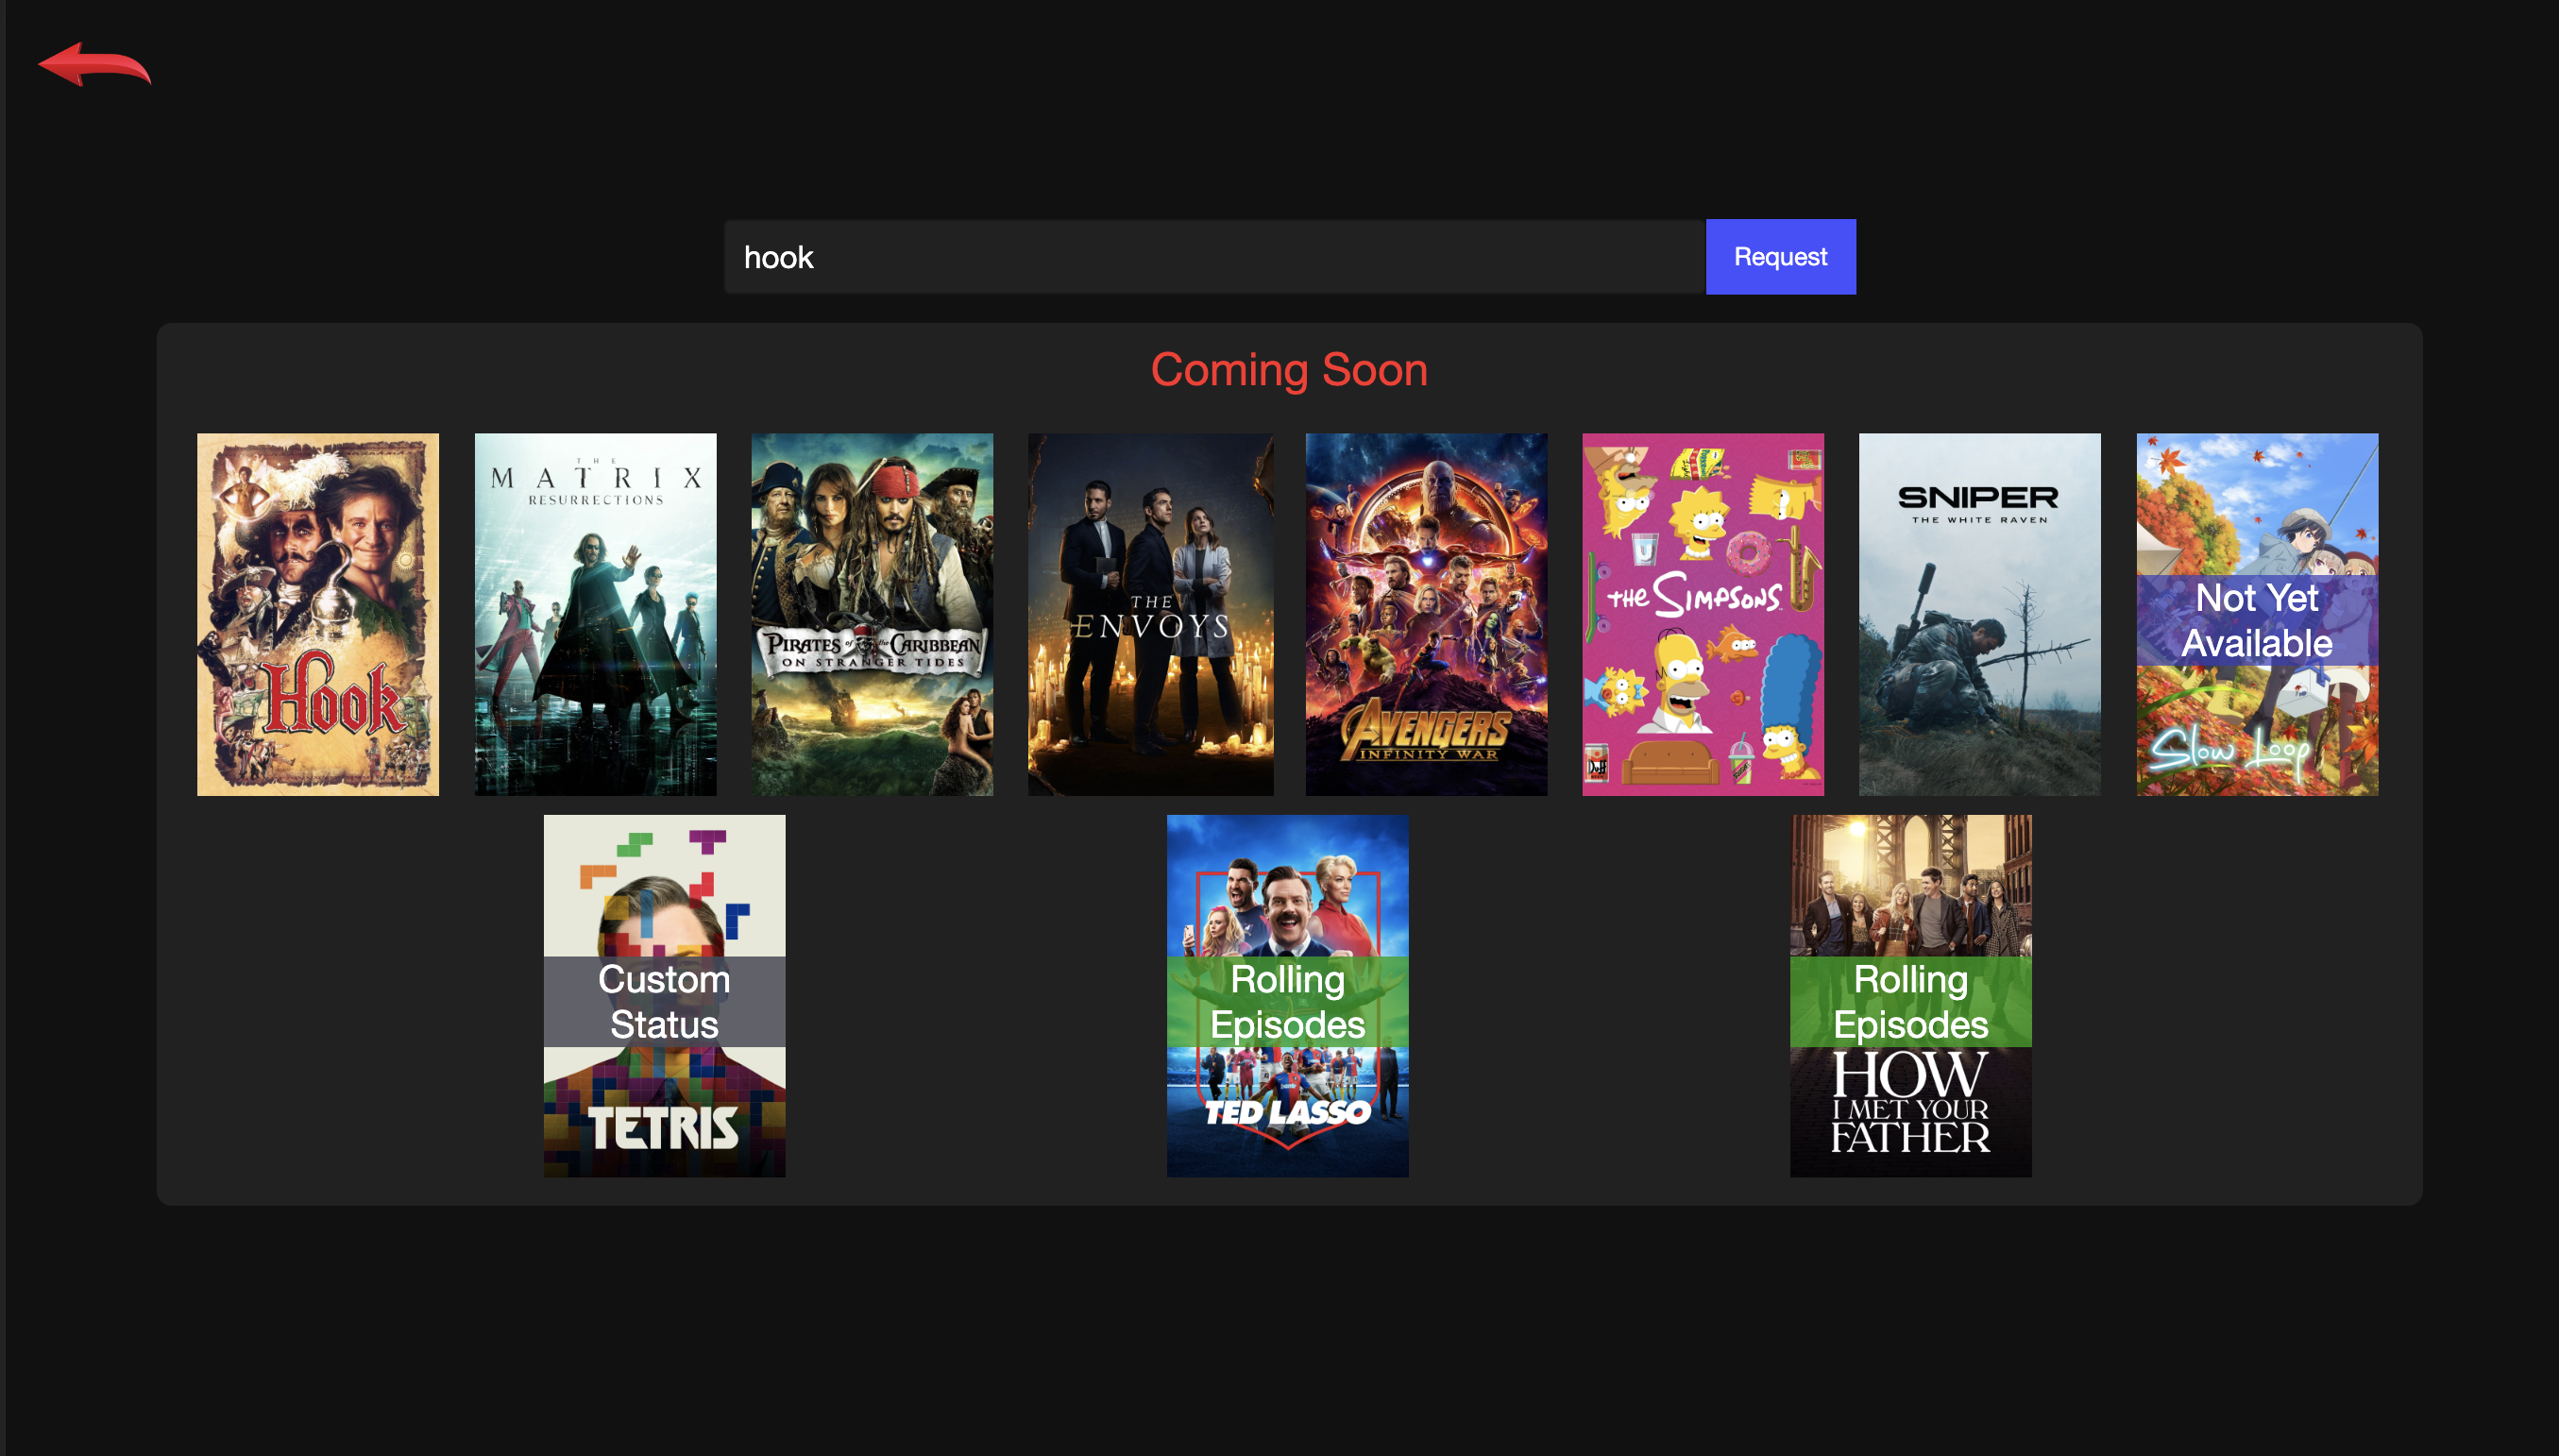 hook
Request
Coming Soon
Hook
THE
MATRIX
RESURRECTIONS
PIRATES of the CARIBBEAN
ON STRANGER TIDES
THE
ENVOYS
AVENGERS
INFINITY WAR
THE SIMPSONS
Duff
SNIPER
THE WHITE RAVEN
Not Yet
Available
Slow Loop
Custom
Status
TETRIS
Rolling
Episodes
TED LASSO
Rolling
Episodes
HOW
I MET YOUR
FATHER